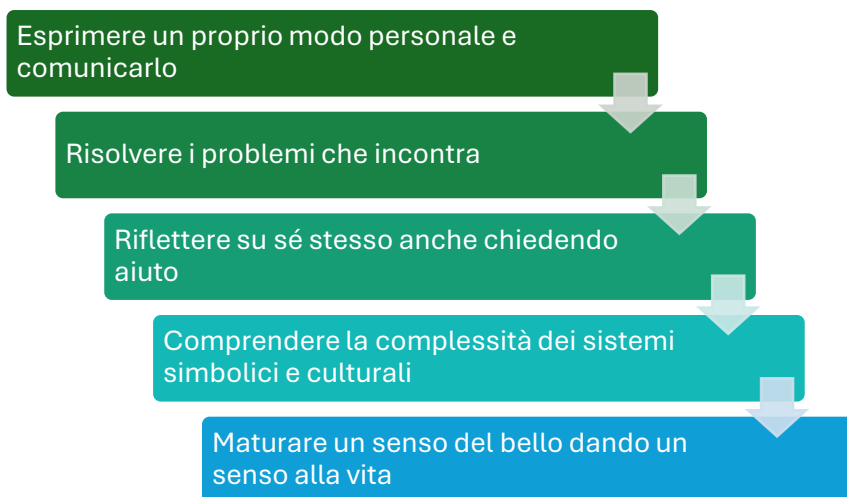 Esprimere un proprio modo personale e
comunicarlo
Risolvere i problemi che incontra
Riflettere su sé stesso anche chiedendo
aiuto
Comprendere la complessità dei sistemi
simbolici e culturali
Maturare un senso del bello dando un
senso alla vita